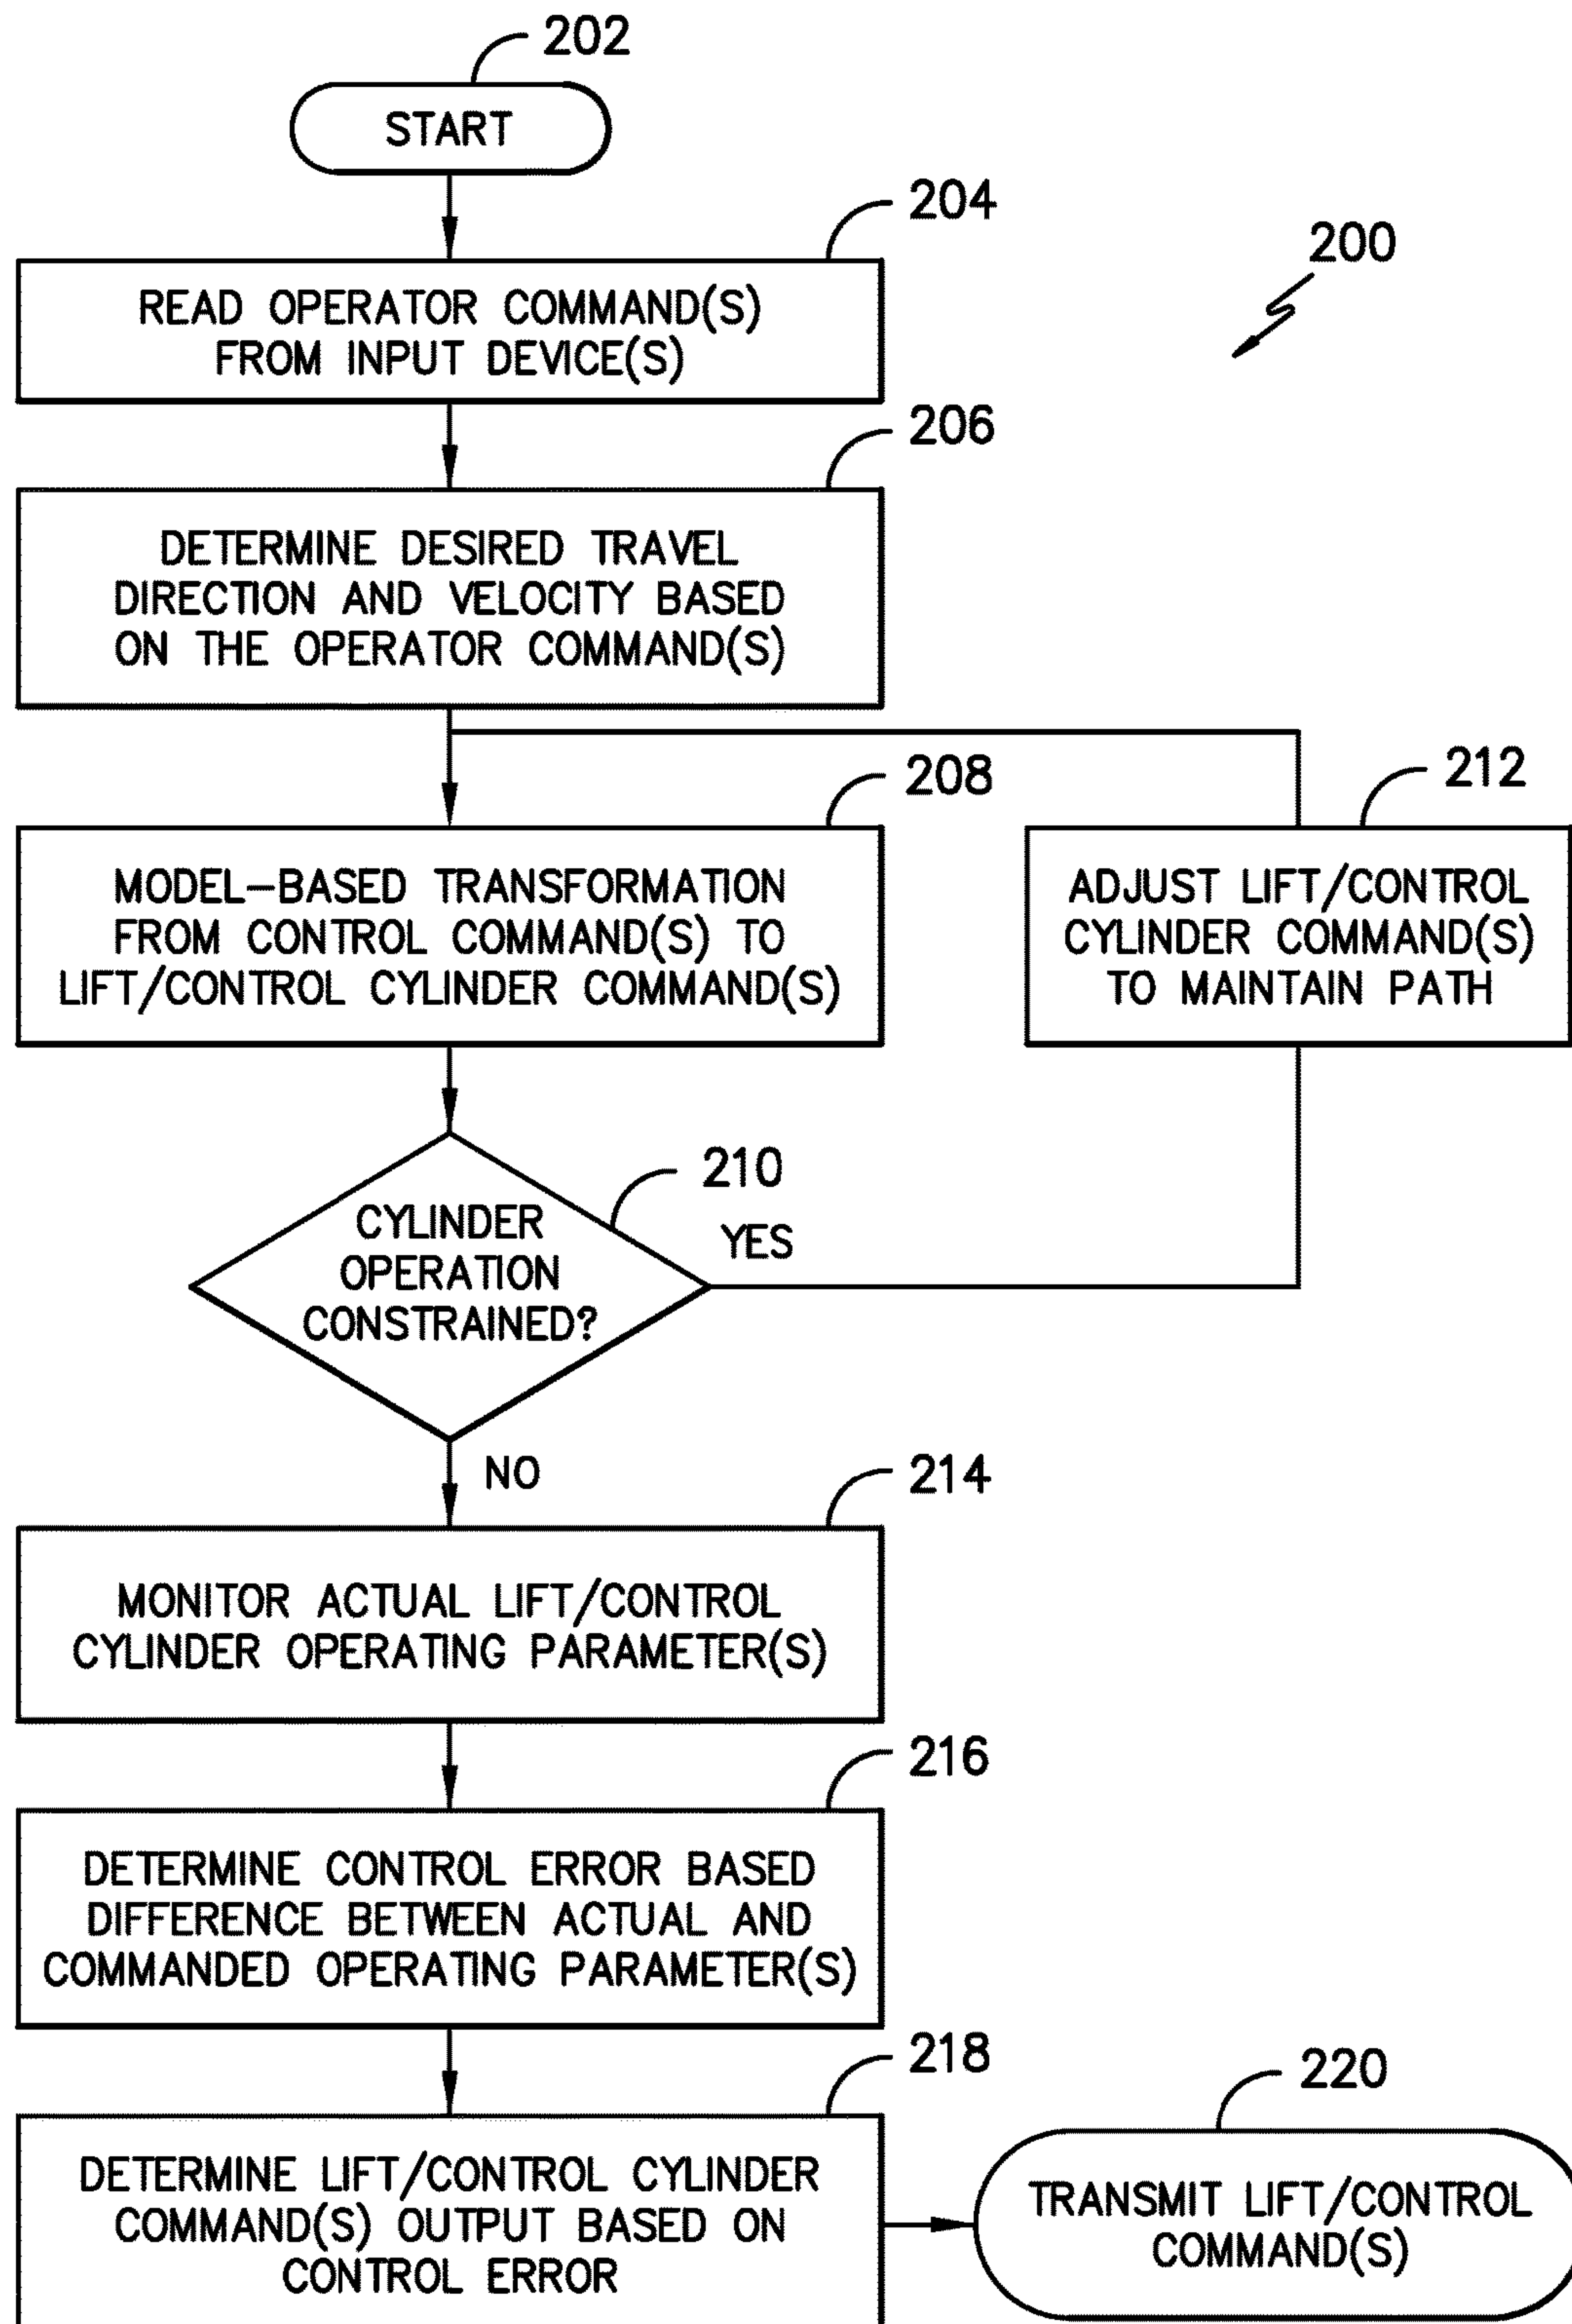 202
START
204
200
READ OPERATOR COMMAND(S)
FROM INPUT DEVICE(S)
206
DETERMINE DESIRED TRAVEL
DIRECTION AND VELOCITY BASED
ON THE OPERATOR COMMAND(S)
208
212
MODEL-BASED TRANSFORMATION
FROM CONTROL COMMAND(S) TO
LIFT/CONTROL CYLINDER COMMAND(S)
ADJUST LIFT/CONTROL
CYLINDER COMMAND(S)
TO MAINTAIN PATH
210
YES
CYLINDER
OPERATION
CONSTRAINED?
NO
214
MONITOR ACTUAL LIFT/CONTROL
CYLINDER OPERATING PARAMETER(S)
216
DETERMINE CONTROL ERROR BASED
DIFFERENCE BETWEEN ACTUAL AND
COMMANDED OPERATING PARAMETER(S)
218
220
DETERMINE LIFT/CONTROL CYLINDER
COMMAND(S) OUTPUT BASED ON
CONTROL ERROR
TRANSMIT LIFT/CONTROL
COMMAND(S)